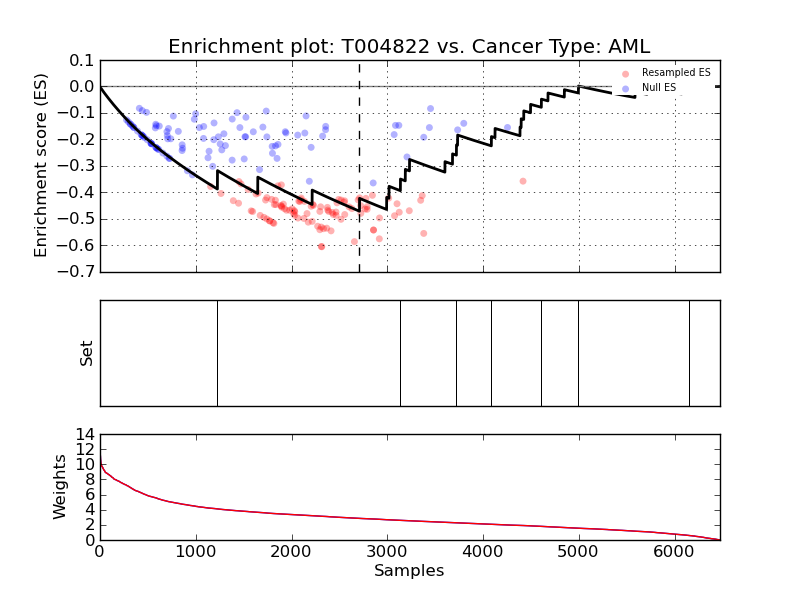 Enrichment plot: T004822 vs. Cancer Type: AML
Enrichment score (ES)
0.1
0.0
−0.1
−0.2
−0.3
−0.4
−0.5
−0.6
−0.7
Resampled ES
Null ES
Set
Weights
14
12
10
8
6
4
2
0
0 1000 2000 3000 4000 5000 6000
Samples